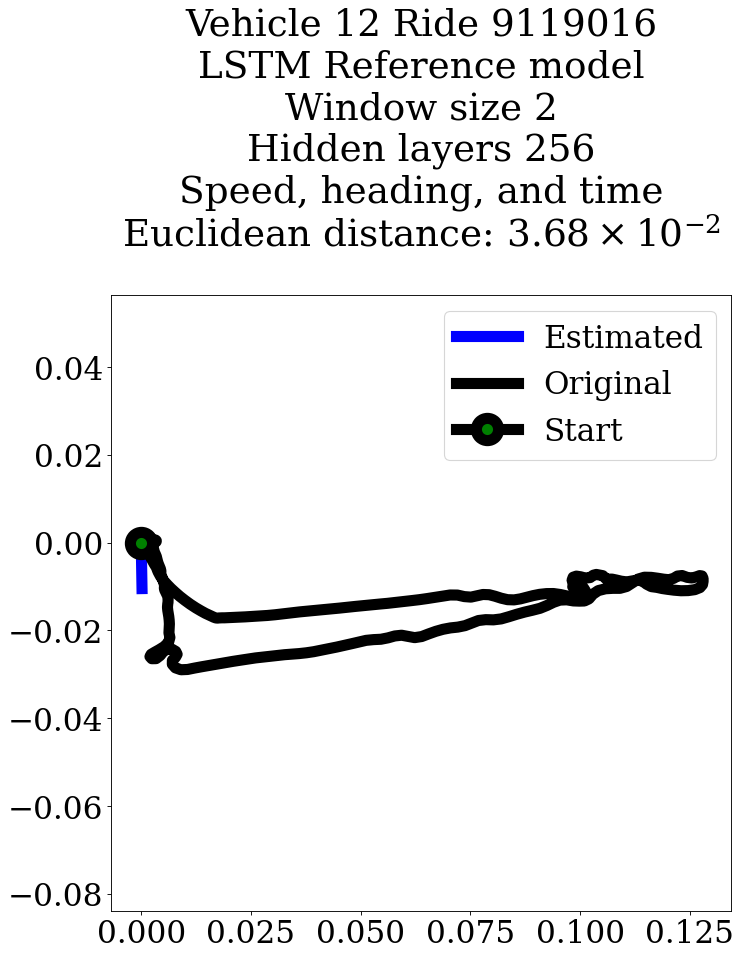 Vehicle 12 Ride 9119016
LSTM Reference model
Window size 2
Hidden layers 256
Speed, heading, and time
Euclidean distance: 3.68 × 10⁻²
Estimated
Original
Start
0.04
0.02
0.00
−0.02
−0.04
−0.06
−0.08
0.000 0.025 0.050 0.075 0.100 0.125